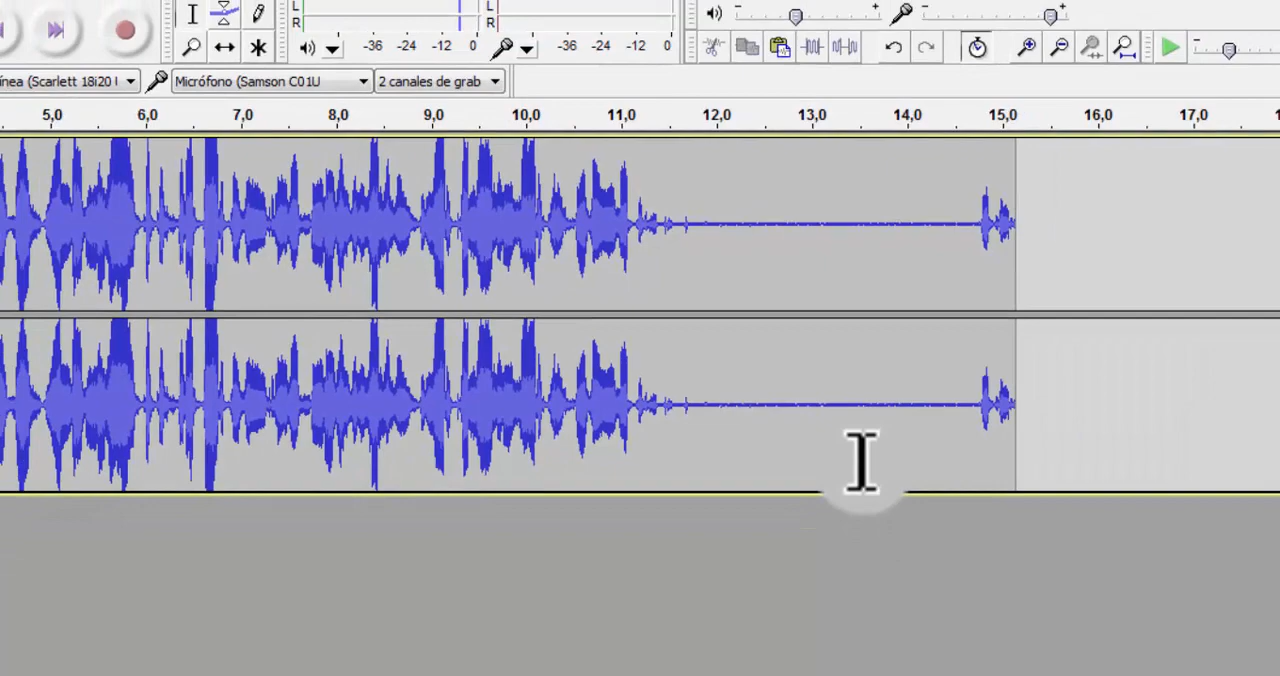 L
R
-36 -24 -12 0
L
R
-36 -24 -12 0
ínea (Scarlett 18i20 U
Micrófono (Samson C01U
2 canales de grab
5,0 6,0 7,0 8,0 9,0 10,0 11,0 12,0 13,0 14,0 15,0 16,0 17,0